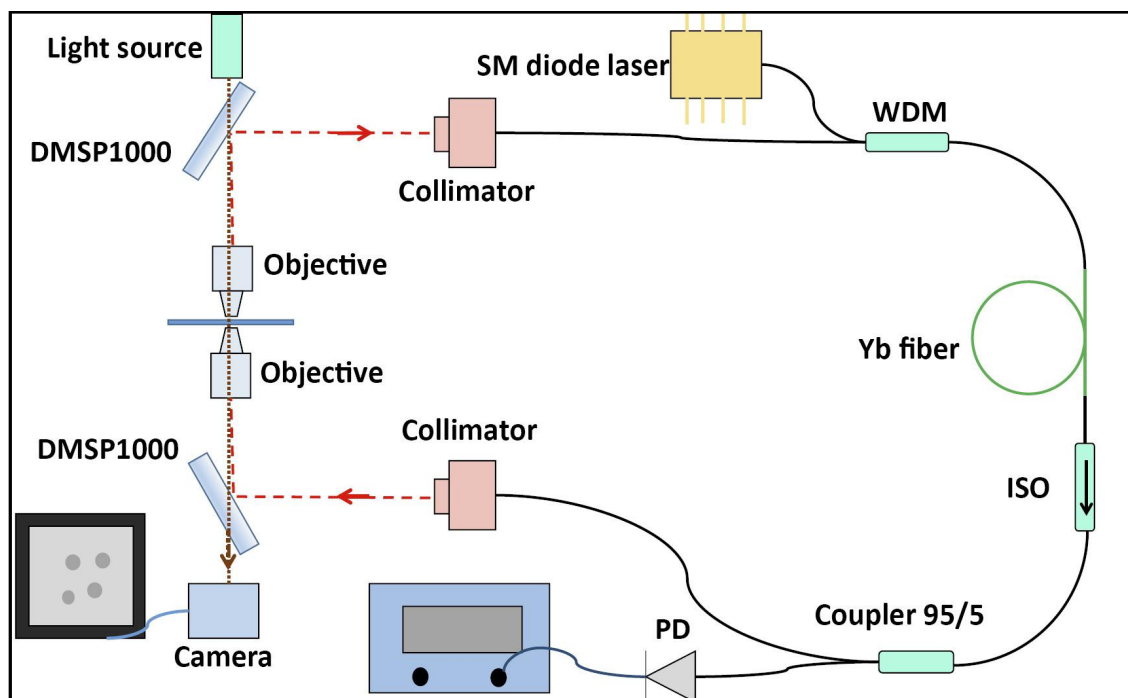 Light source
SM diode laser
WDM
DMSP1000
Collimator
Objective
Yb fiber
Objective
Collimator
DMSP1000
ISO
Coupler 95/5
PD
Camera